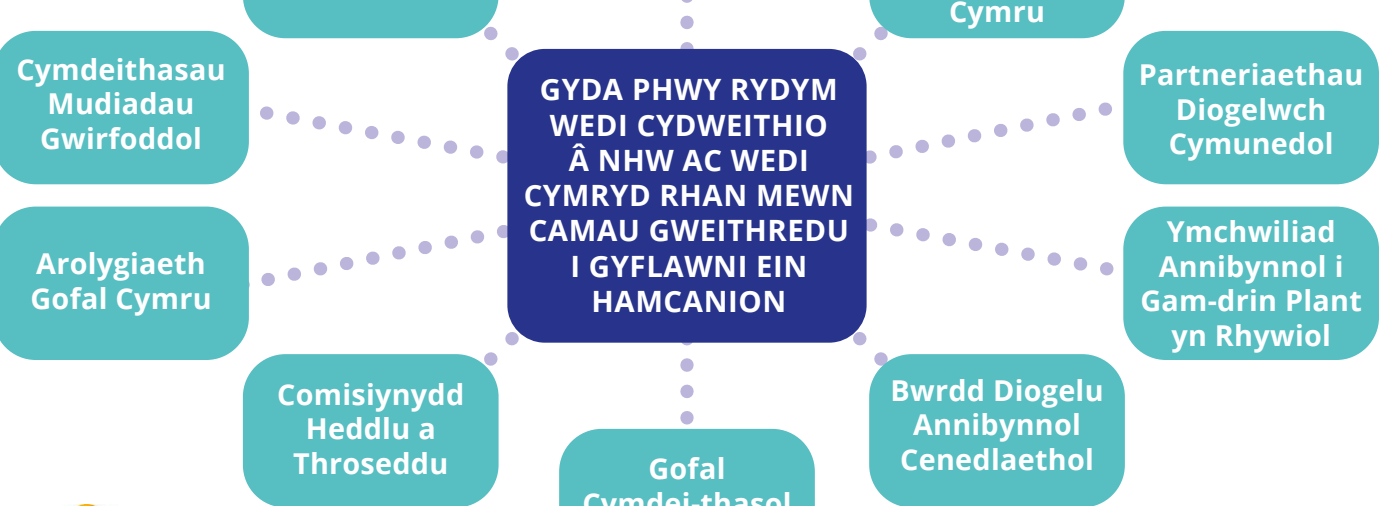 Cymru
Cymdeithasau
Mudiadau
Gwirfoddol
GYDA PHWY RYDYM
WEDI CYDWEITHIO
Â NHW AC WEDI
CYMRYD RHAN MEWN
CAMAU GWEITHREDU
I GYFLAWNI EIN
HAMCANION
Partneriaethau
Diogelwch
Cymunedol
Arolygiaeth
Gofal Cymru
Ymchwiliad
Annibynnol i
Gam-drin Plant
yn Rhywiol
Comisiynydd
Heddlu a
Throseddu
Gofal
Cymdei-thasol
Bwrdd Diogelu
Annibynnol
Cenedlaethol